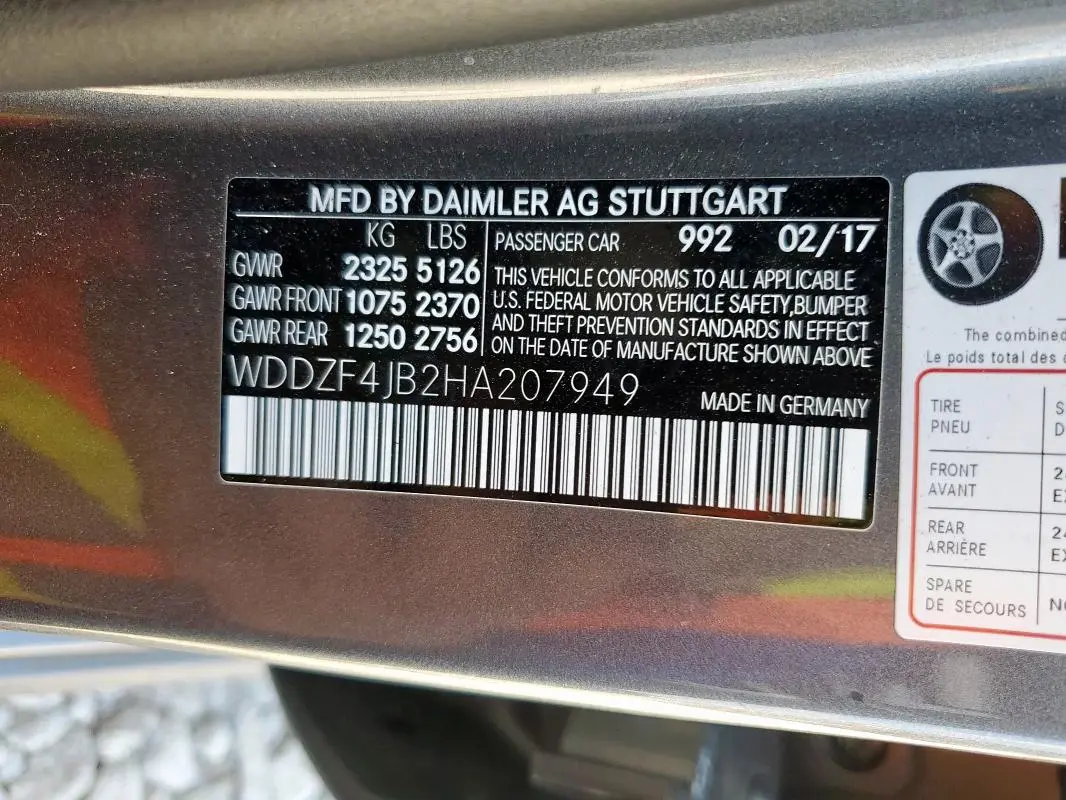 MFD BY DAIMLER AG STUTTGART
KG LBS
GVWR 2325 5126
GAWR FRONT 1075 2370
GAWR REAR 1250 2756
PASSENGER CAR 992 02/17
THIS VEHICLE CONFORMS TO ALL APPLICABLE
U.S. FEDERAL MOTOR VEHICLE SAFETY, BUMPER
AND THEFT PREVENTION STANDARDS IN EFFECT
ON THE DATE OF MANUFACTURE SHOWN ABOVE
WDDZF4JB2HA207949
MADE IN GERMANY
The combined
Le poids total des
TIRE
PNEU
FRONT
AVANT
REAR
ARRIÈRE
SPARE
DE SECOURS